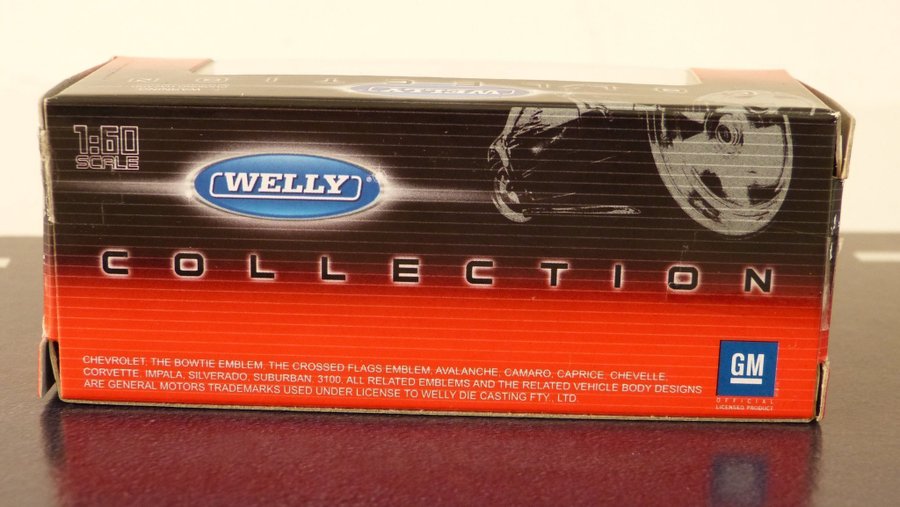 WARNING:
1:60
SCALE
WELLY
COLLECTION
CHEVROLET, THE BOWTIE EMBLEM, THE CROSSED FLAGS EMBLEM, AVALANCHE, CAMARO, CAPRICE, CHEVELLE,
CORVETTE, IMPALA, SILVERADO, SUBURBAN, 3100, ALL RELATED EMBLEMS AND THE RELATED VEHICLE BODY DESIGNS
ARE GENERAL MOTORS TRADEMARKS USED UNDER LICENSE TO WELLY DIE CASTING FTY., LTD.
GM
OFFICIAL
LICENSED PRODUCT